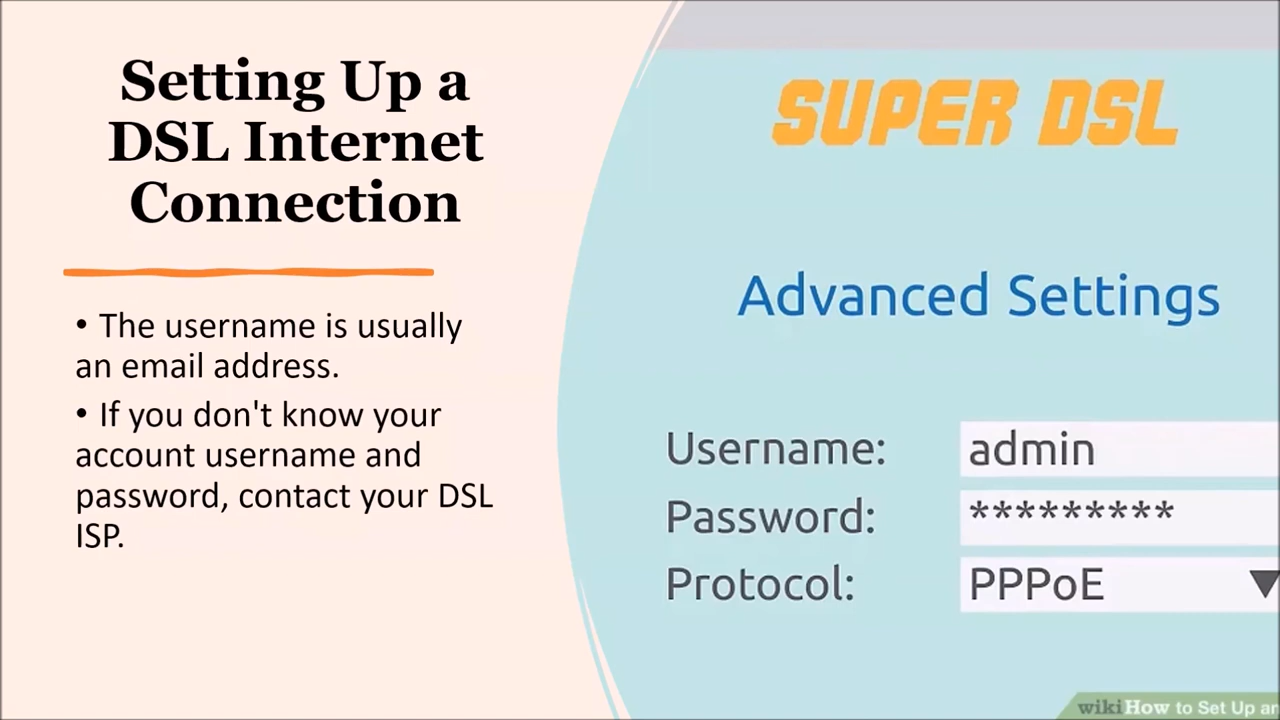 Setting Up a
DSL Internet
Connection
• The username is usually
an email address.
• If you don't know your
account username and
password, contact your DSL
ISP.
SUPER DSL
Advanced Settings
Username: admin
Password: *********
Protocol: PPPoE
wikiHow to Set Up an